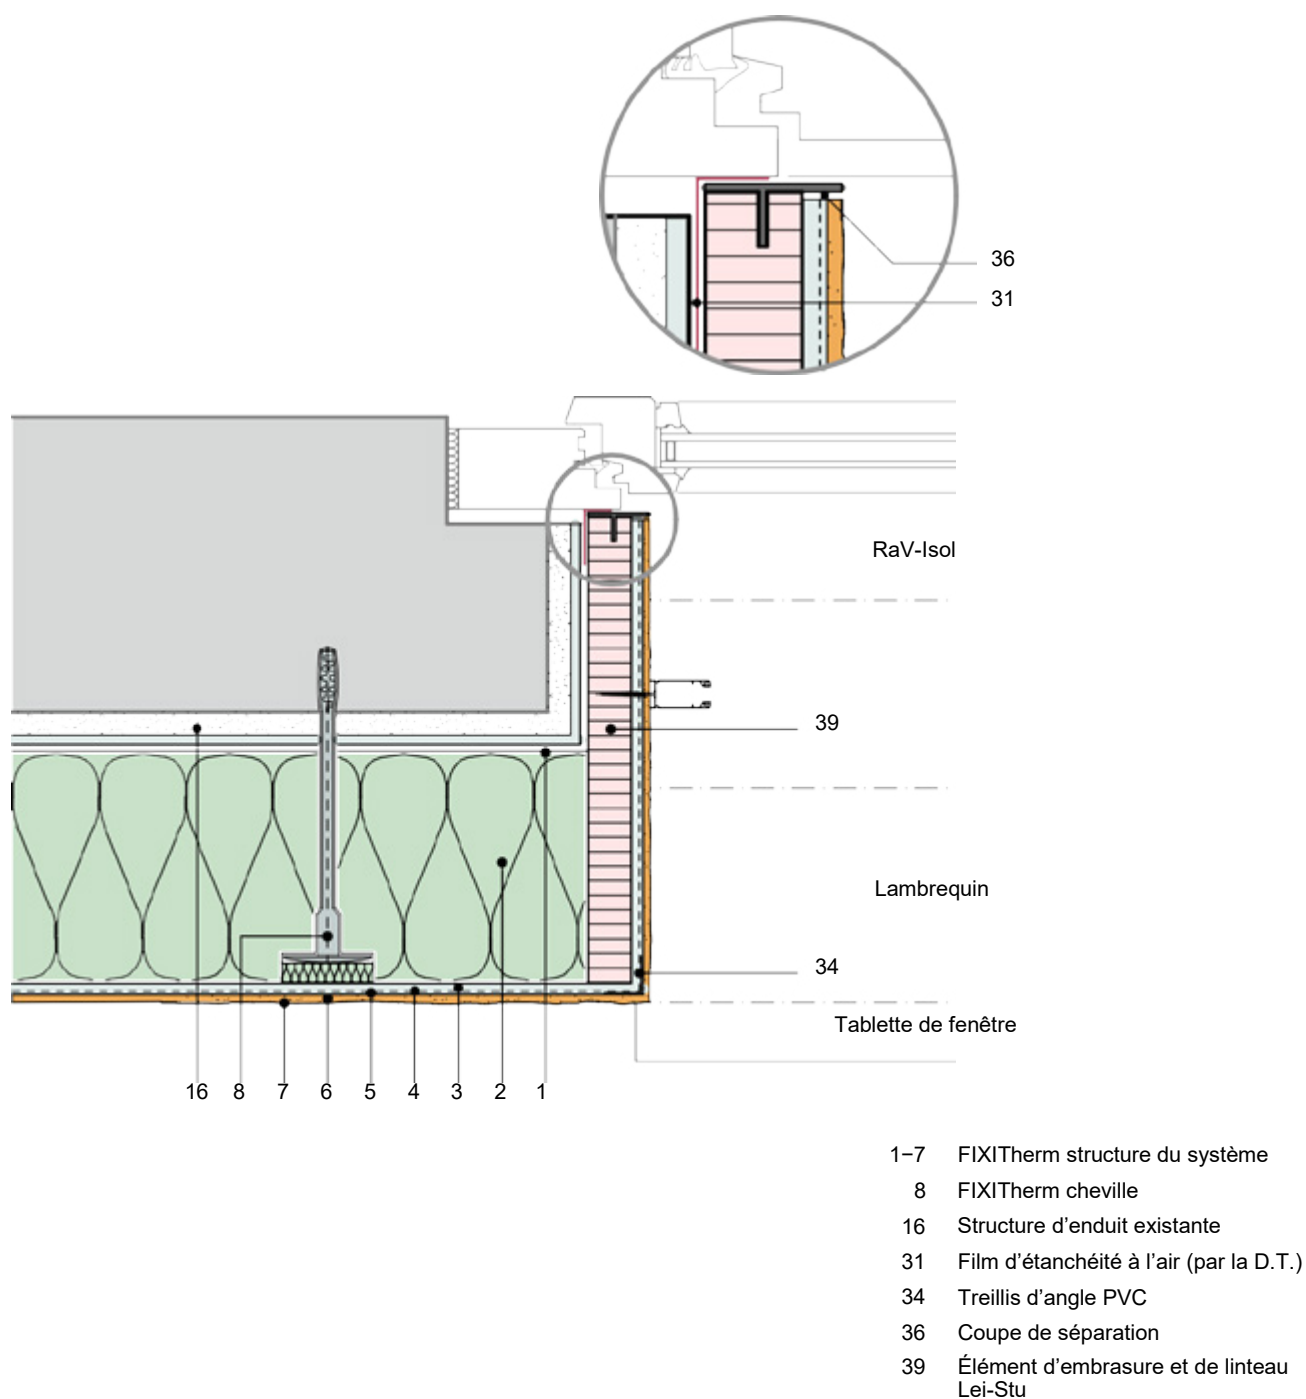 36
31
RaV-Isol
39
Lambrequin
34
Tablette de fenêtre
16 8 7 6 5 4 3 2 1
1–7 FIXITherm structure du système
8 FIXITherm cheville
16 Structure d’enduit existante
31 Film d’étanchéité à l’air (par la D.T.)
34 Treillis d’angle PVC
36 Coupe de séparation
39 Élément d’embrasure et de linteau
Lei-Stu